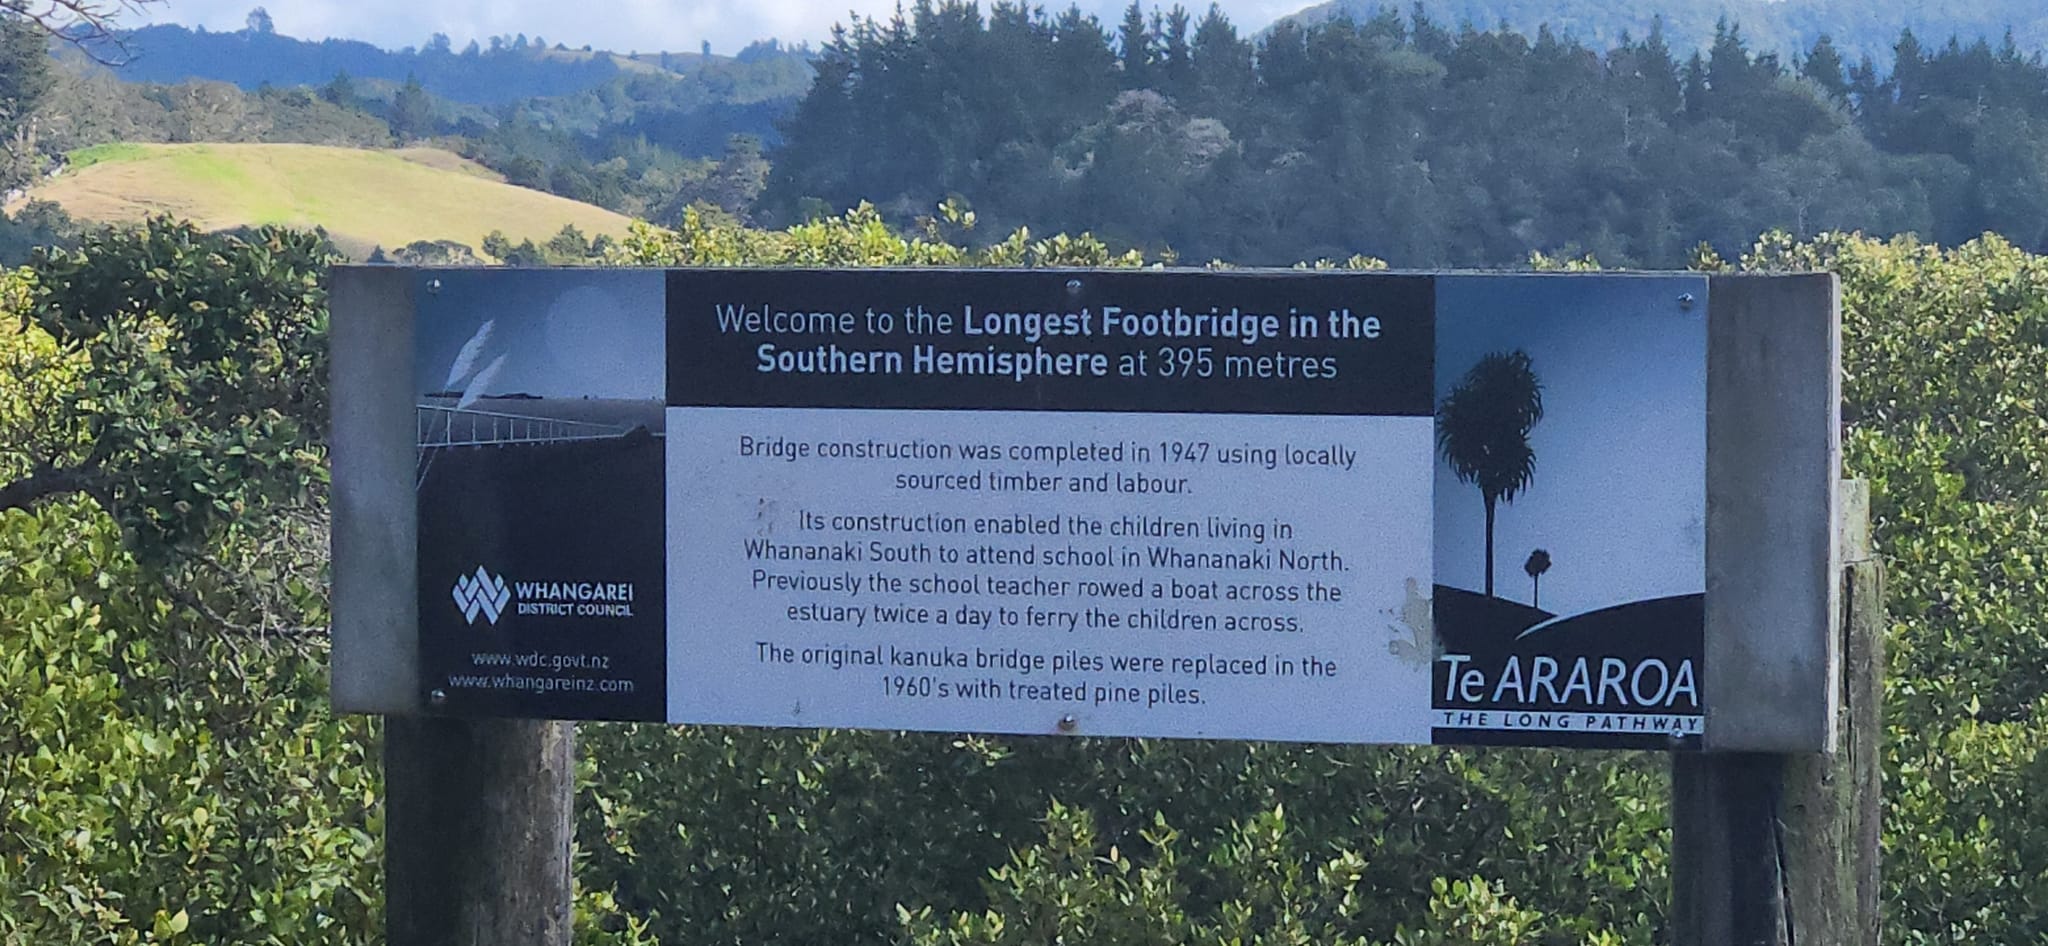 Welcome to the Longest Footbridge in the
Southern Hemisphere at 395 metres
Bridge construction was completed in 1947 using locally
sourced timber and labour.
Its construction enabled the children living in
Whananaki South to attend school in Whananaki North.
Previously the school teacher rowed a boat across the
estuary twice a day to ferry the children across.
The original kanuka bridge piles were replaced in the
1960's with treated pine piles.
WHANGAREI
DISTRICT COUNCIL
www.wdc.govt.nz
www.whangareinz.com
Te ARAROA
THE LONG PATHWAY